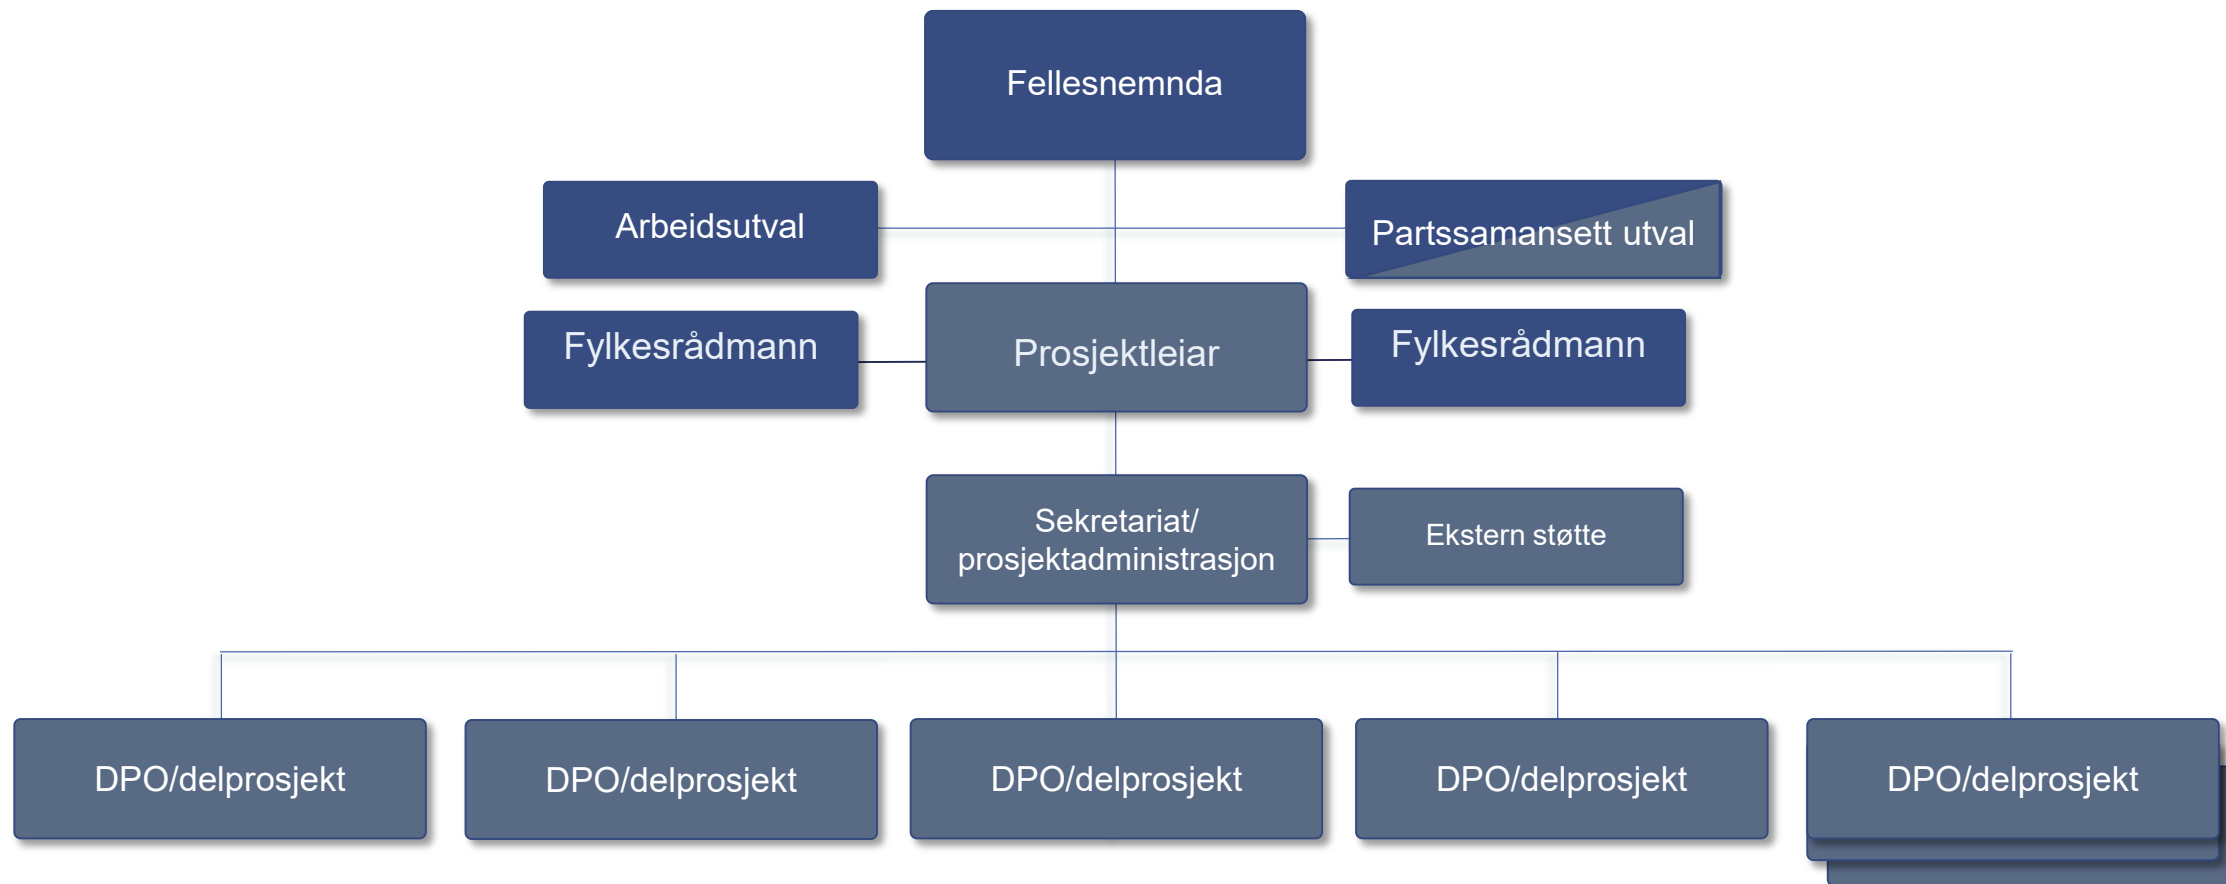 Fellesnemnda
Arbeidsutval
Partssamansett utval
Fylkesrådmann
Prosjektleiar
Fylkesrådmann
Sekretariat/
prosjektadministrasjon
Ekstern støtte
DPO/delprosjekt
DPO/delprosjekt
DPO/delprosjekt
DPO/delprosjekt
DPO/delprosjekt